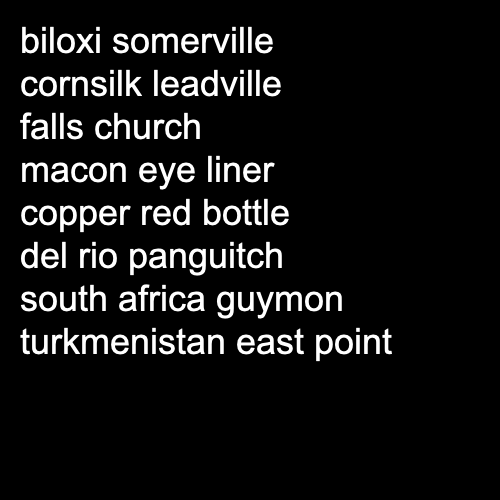 biloxi somerville
cornsilk leadville
falls church
macon eye liner
copper red bottle
del rio panguitch
south africa guymon
turkmenistan east point